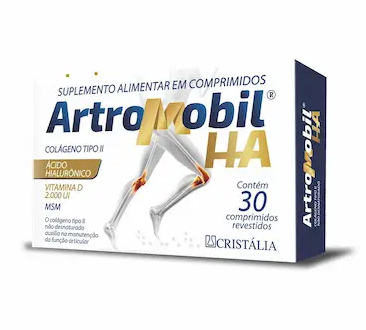 SUPLEMENTO ALIMENTAR EM COMPRIMIDOS
ArtroMobil®
HA
COLÁGENO TIPO II
ÁCIDO
HIALURÔNICO
VITAMINA D
2.000 UI
MSM
O colágeno tipo II
não desnaturado
auxilia na manutenção
da função articular
Contém
30
comprimidos
revestidos
CRISTÁLIA
ArtroMobil®
HA